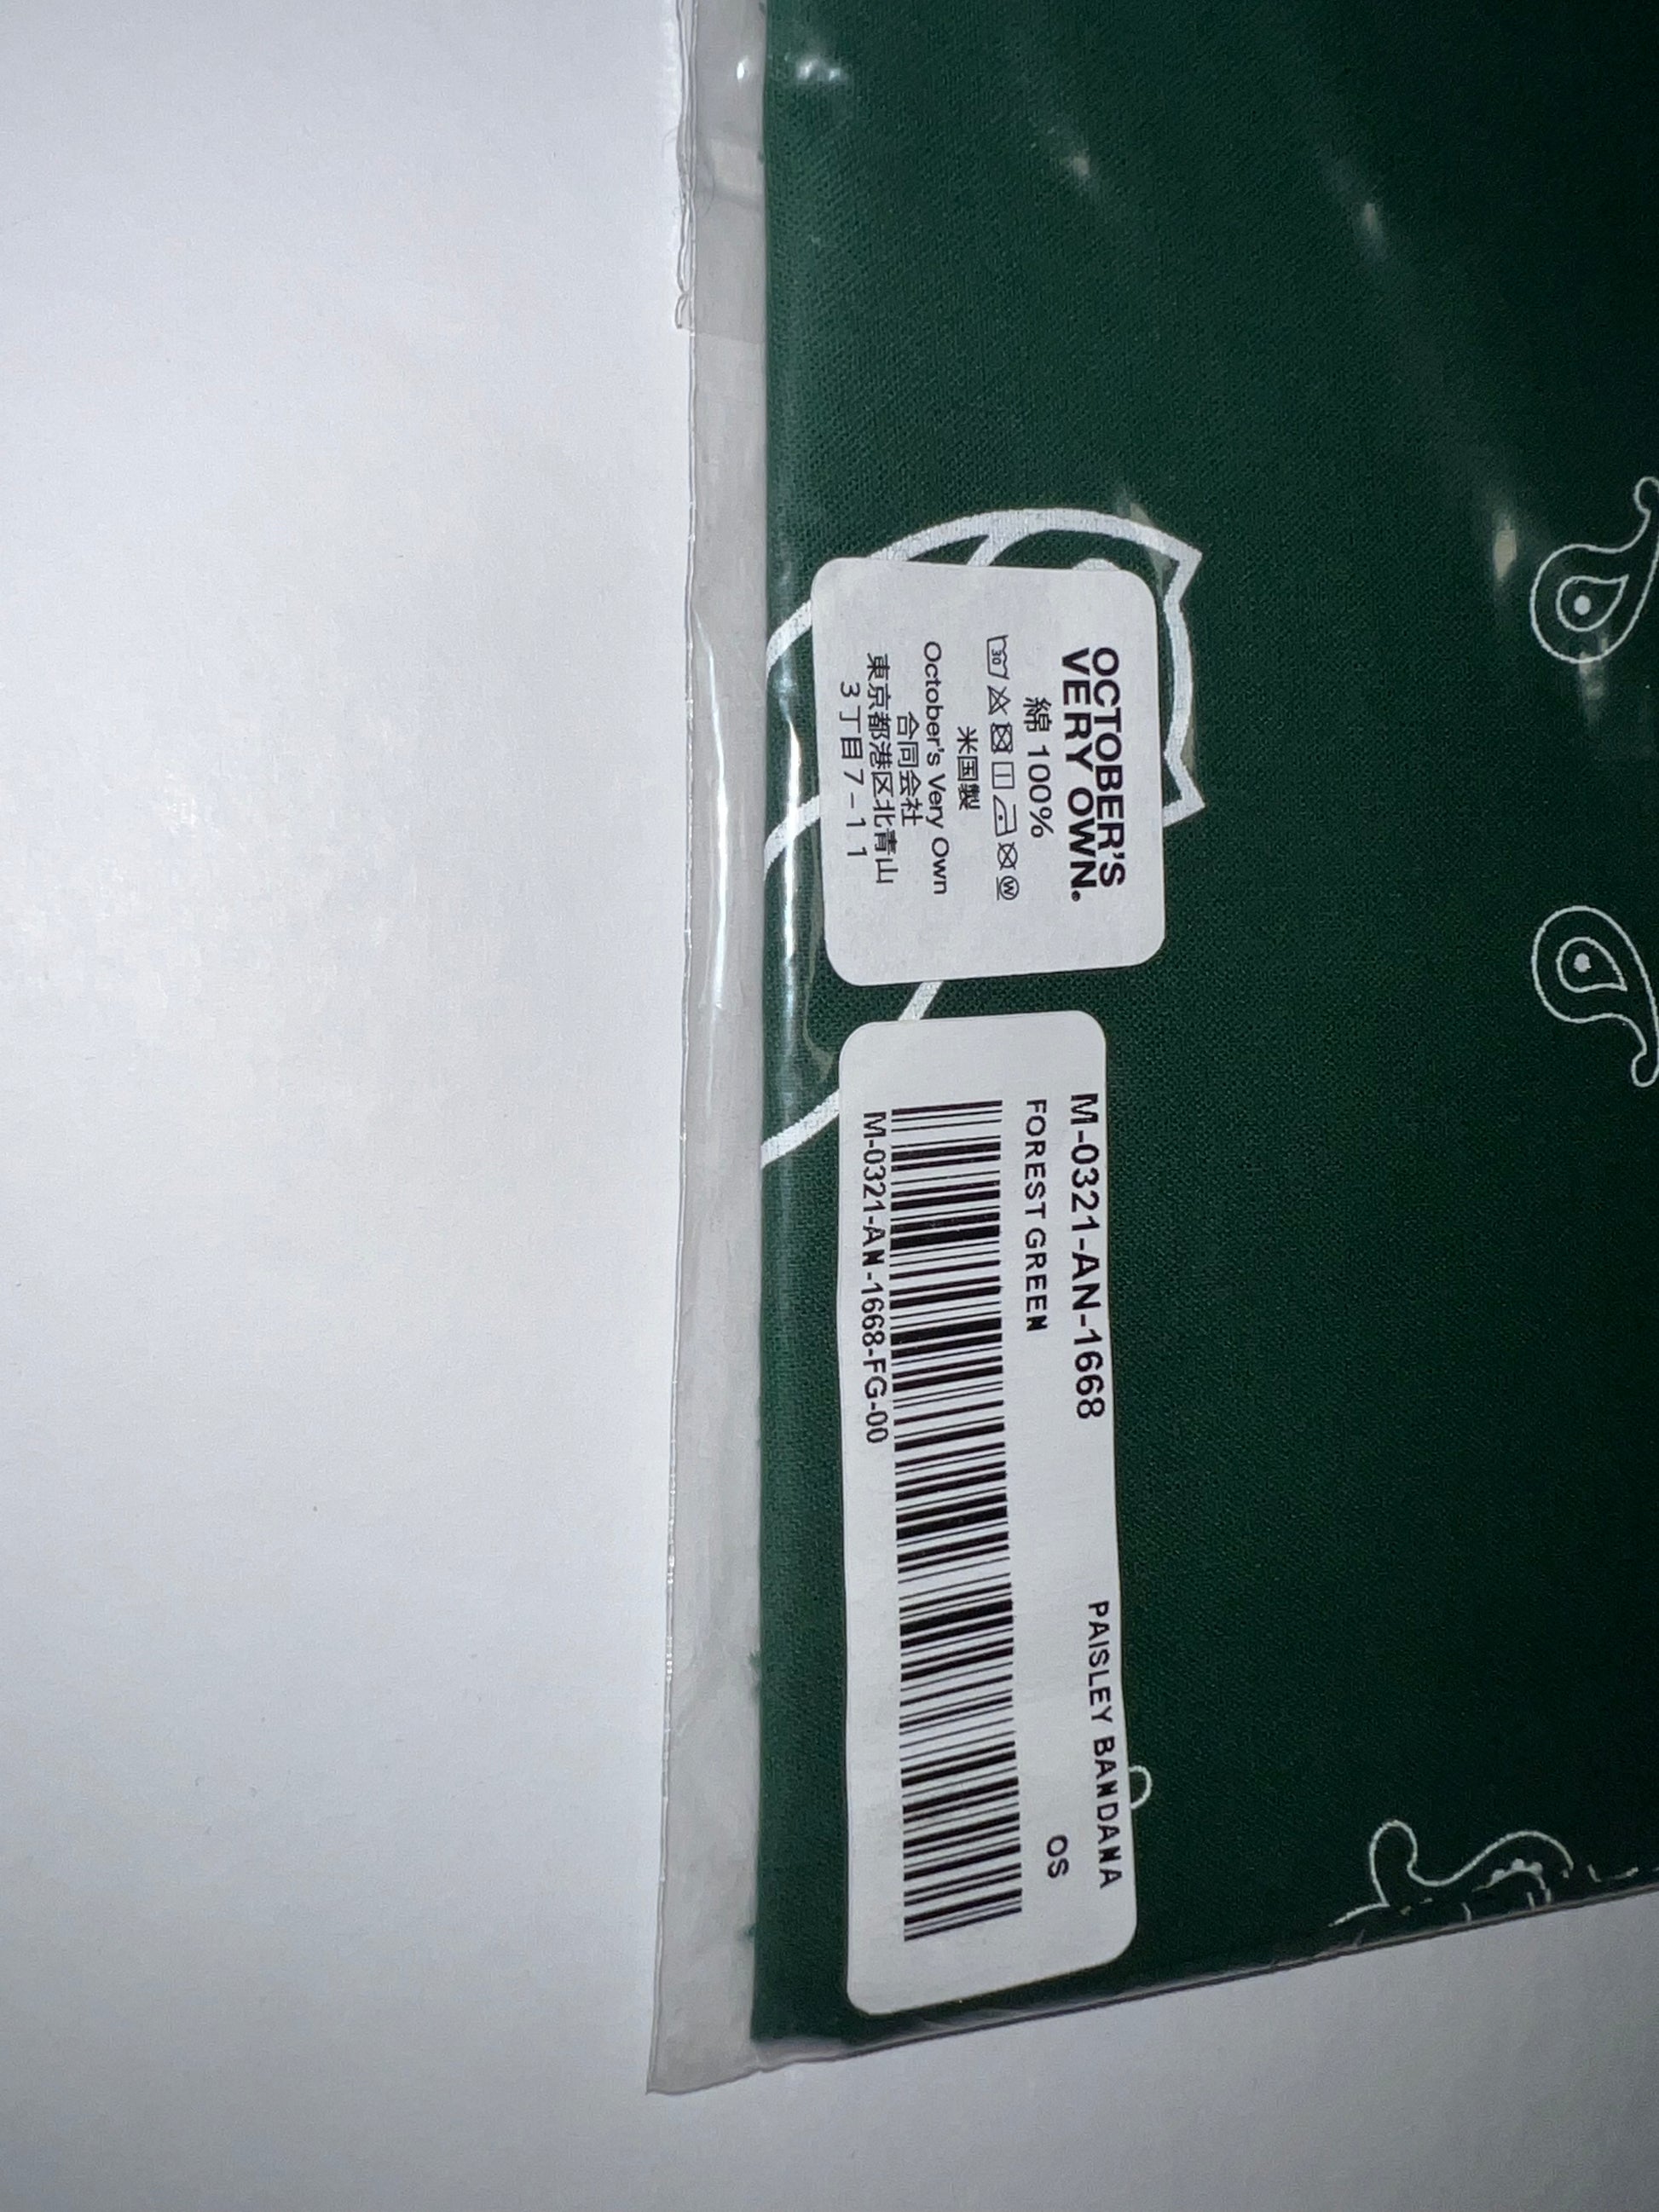 OCTOBER'S
VERY OWN.
綿 100%
30 W
米国製
October's Very Own
合同会社
東京都港区北青山
3丁目7-11
M-0321-AN-1668 PAISLEY BANDANA
FOREST GREEN OS
M-0321-AN-1668-FG-00